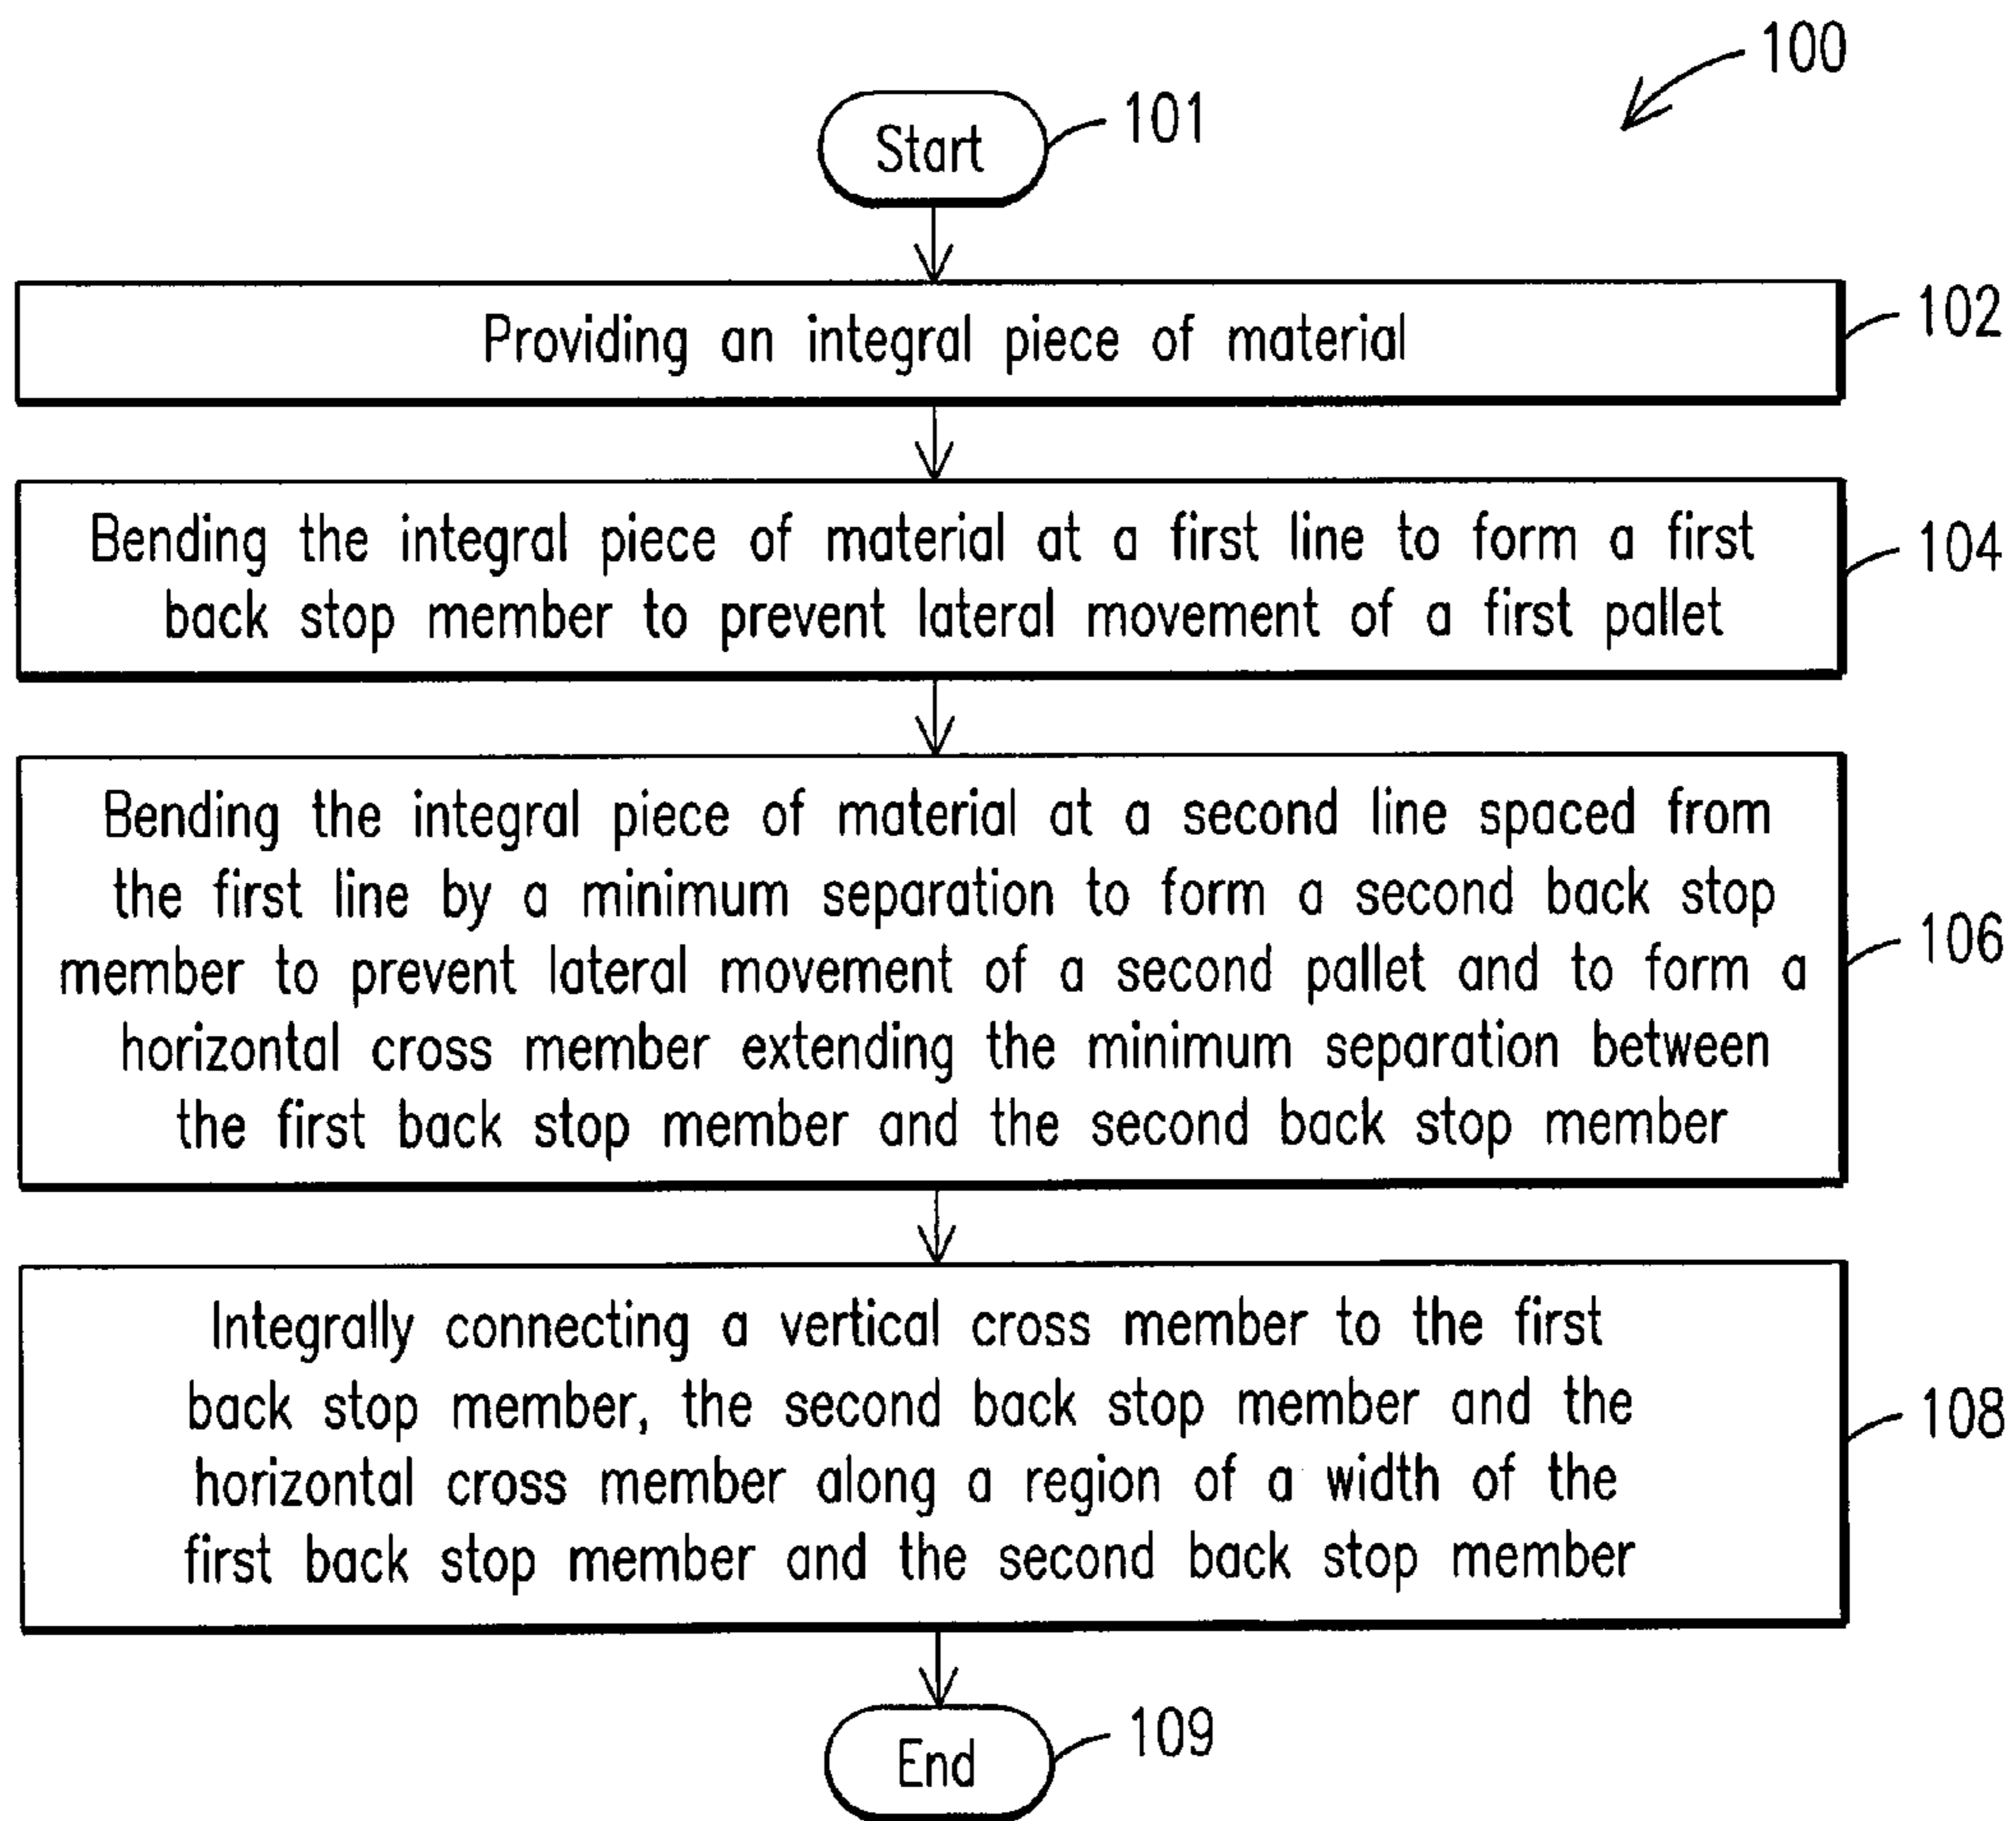 100
Start
101
Providing an integral piece of material
102
Bending the integral piece of material at a first line to form a first
back stop member to prevent lateral movement of a first pallet
104
Bending the integral piece of material at a second line spaced from
the first line by a minimum separation to form a second back stop
member to prevent lateral movement of a second pallet and to form a
horizontal cross member extending the minimum separation between
the first back stop member and the second back stop member
106
Integrally connecting a vertical cross member to the first
back stop member, the second back stop member and the
horizontal cross member along a region of a width of the
first back stop member and the second back stop member
108
End
109